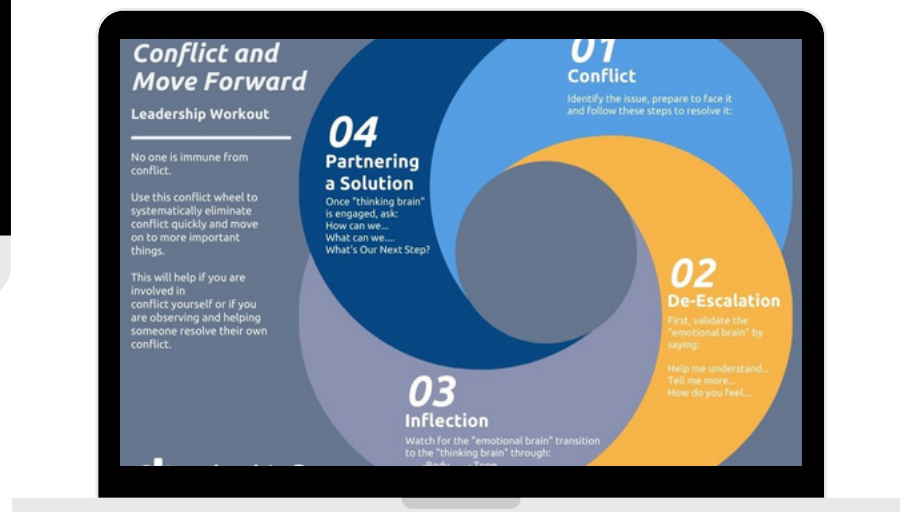 Conflict and
Move Forward
Leadership Workout
No one is immune from
conflict.
Use this conflict wheel to
systematically eliminate
conflict quickly and move
on to more important
things.
This will help if you are
involved in
conflict yourself or if you
are observing and helping
someone resolve their own
conflict.
01
Conflict
Identify the issue, prepare to face it
and follow these steps to resolve it:
02
De-Escalation
First, validate the
"emotional brain" by
saying:
Help me understand...
Tell me more...
How do you feel....
03
Inflection
Watch for the "emotional brain" transition
to the "thinking brain" through:
-Body -Tone
04
Partnering
a Solution
Once "thinking brain"
is engaged, ask:
How can we...
What can we....
What's Our Next Step?